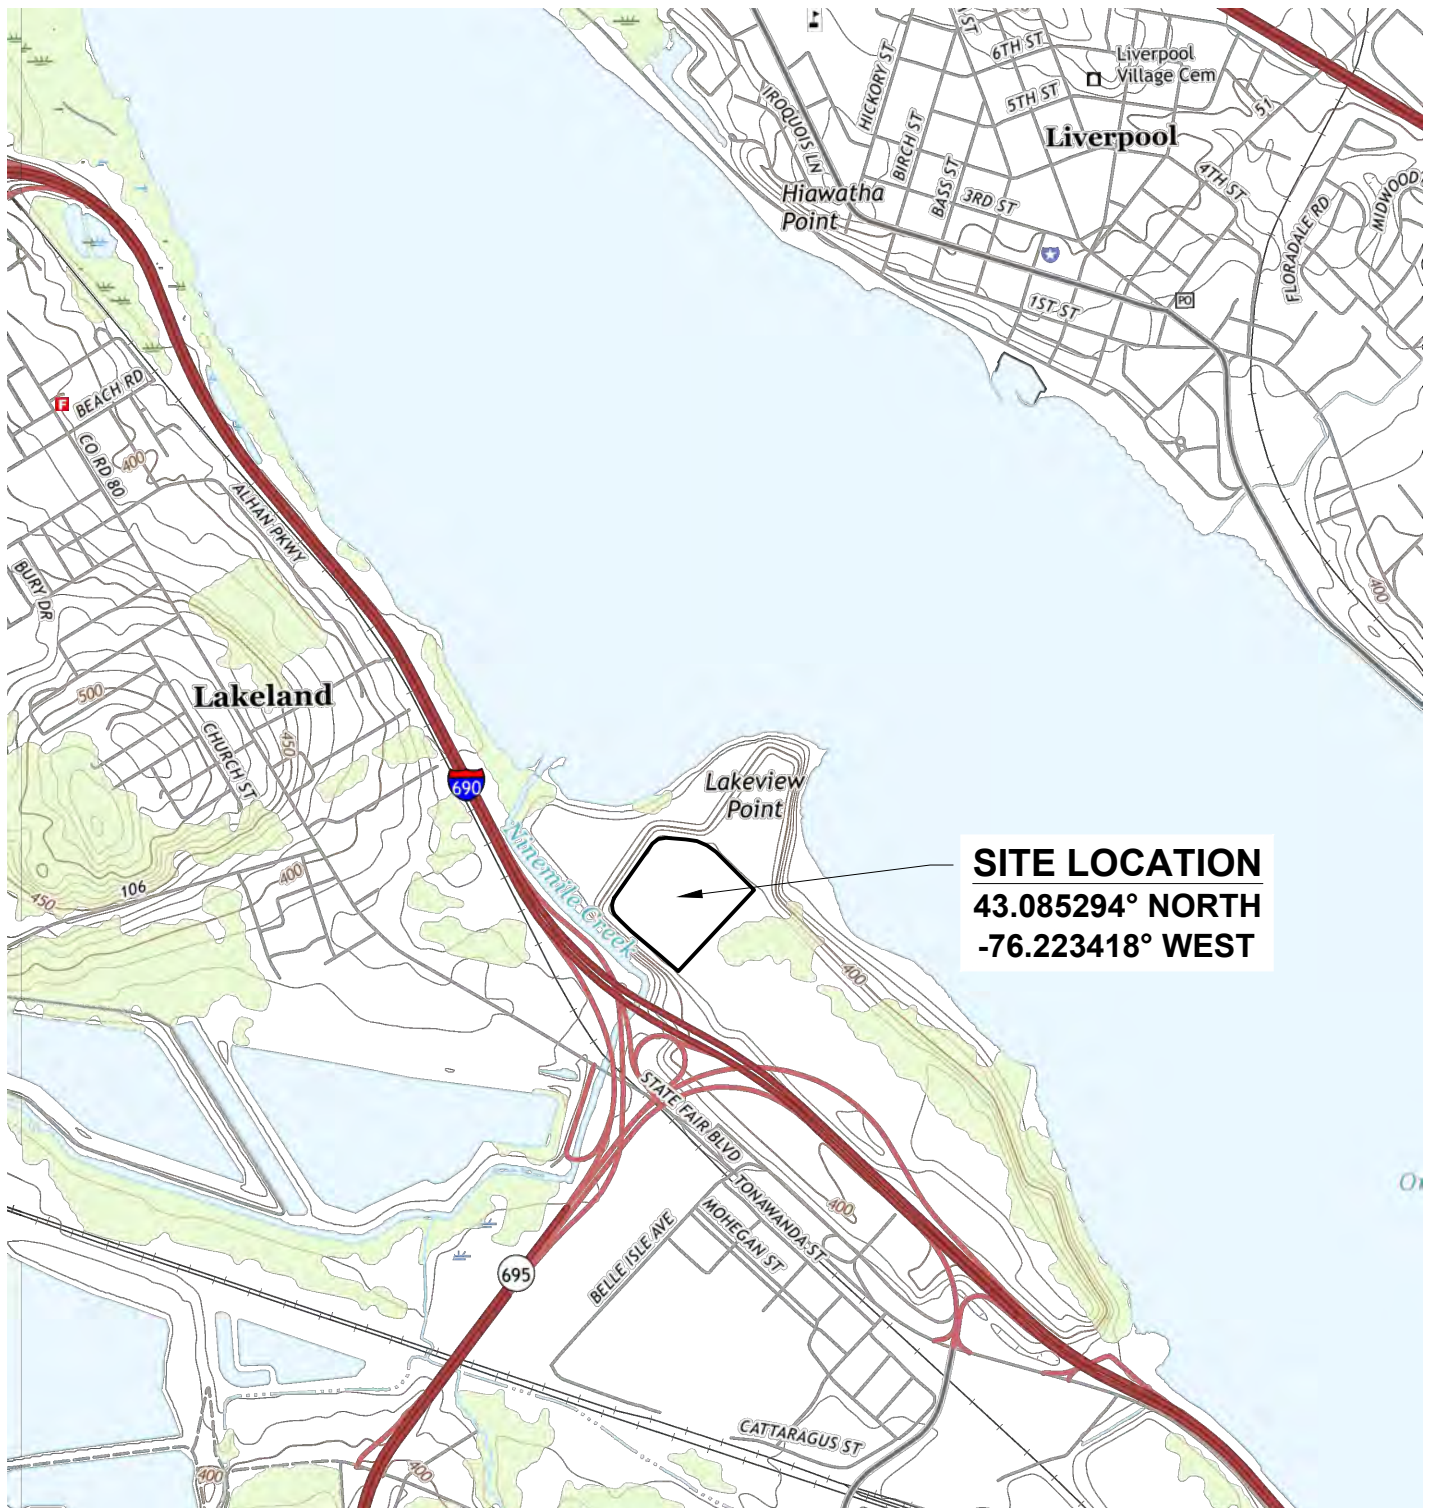 6TH ST
Liverpool
Village Cem
HICKORY ST
5TH ST
51
IROQUOIS LN
Liverpool
BIRCH ST
4TH ST
MIDWOOD
BASS ST
Hiawatha
Point
3RD ST
FLORADALE RD
1ST ST
PO
F
BEACH RD
CO RD 80
400
ALHAN PKWY
BURY DR
400
500
Lakeland
450
CHURCH ST
690
Lakeview
Point
Ninemile Creek
SITE LOCATION
43.085294° NORTH
-76.223418° WEST
400
106
450
400
STATE FAIR BLVD
TONAWANDA ST
MOHEGAN ST
400
BELLE ISLE AVE
695
CATTARAGUS ST
400
400